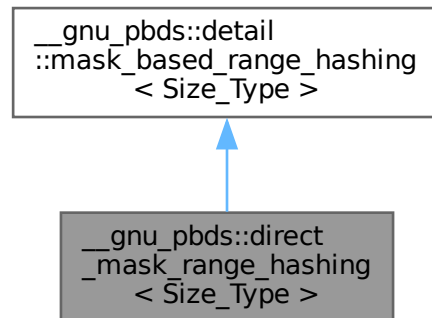 __gnu_pbds::detail
::mask_based_range_hashing
< Size_Type >
__gnu_pbds::direct
_mask_range_hashing
< Size_Type >